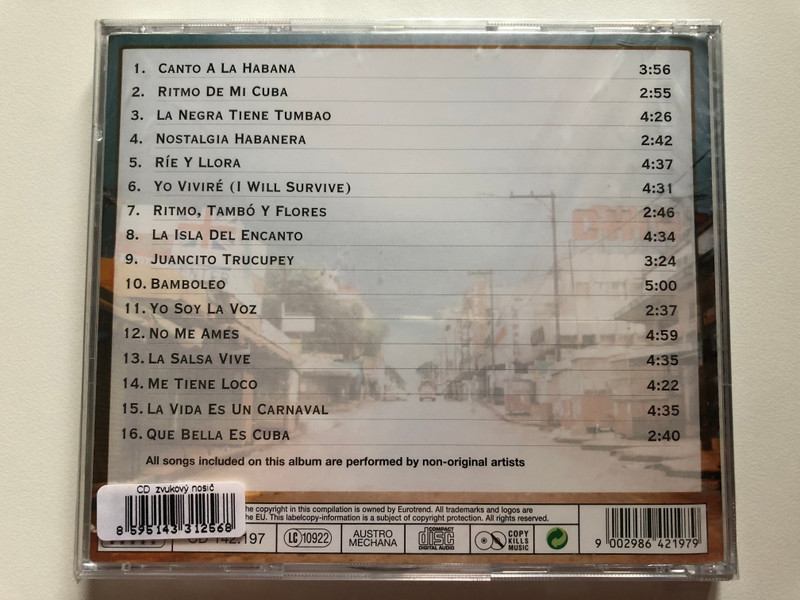 1. CANTO A LA HABANA 3:56
2. RITMO DE MI CUBA 2:55
3. LA NEGRA TIENE TUMBAO 4:26
4. NOSTALGIA HABANERA 2:42
5. RÍE Y LLORA 4:37
6. YO VIVIRÉ (I WILL SURVIVE) 4:31
7. RITMO, TAMBÓ Y FLORES 2:46
8. LA ISLA DEL ENCANTO 4:34
9. JUANCITO TRUCUPEY 3:24
10. BAMBOLEO 5:00
11. YO SOY LA VOZ 2:37
12. NO ME AMES 4:59
13. LA SALSA VIVE 4:35
14. ME TIENE LOCO 4:22
15. LA VIDA ES UN CARNAVAL 4:35
16. QUE BELLA ES CUBA 2:40
All songs included on this album are performed by non-original artists
CD zvukový nosič
8 595143 312568
copyright in this compilation is owned by Eurotrend. All trademarks and logos are
the EU. This labelcopy-information is a subject of copyright protection. All rights reserved.
CD 142.197
LC 10922
AUSTRO
MECHANA
COMPACT
disc
DIGITAL AUDIO
COPY
KILLS
MUSIC
9 002986 421979